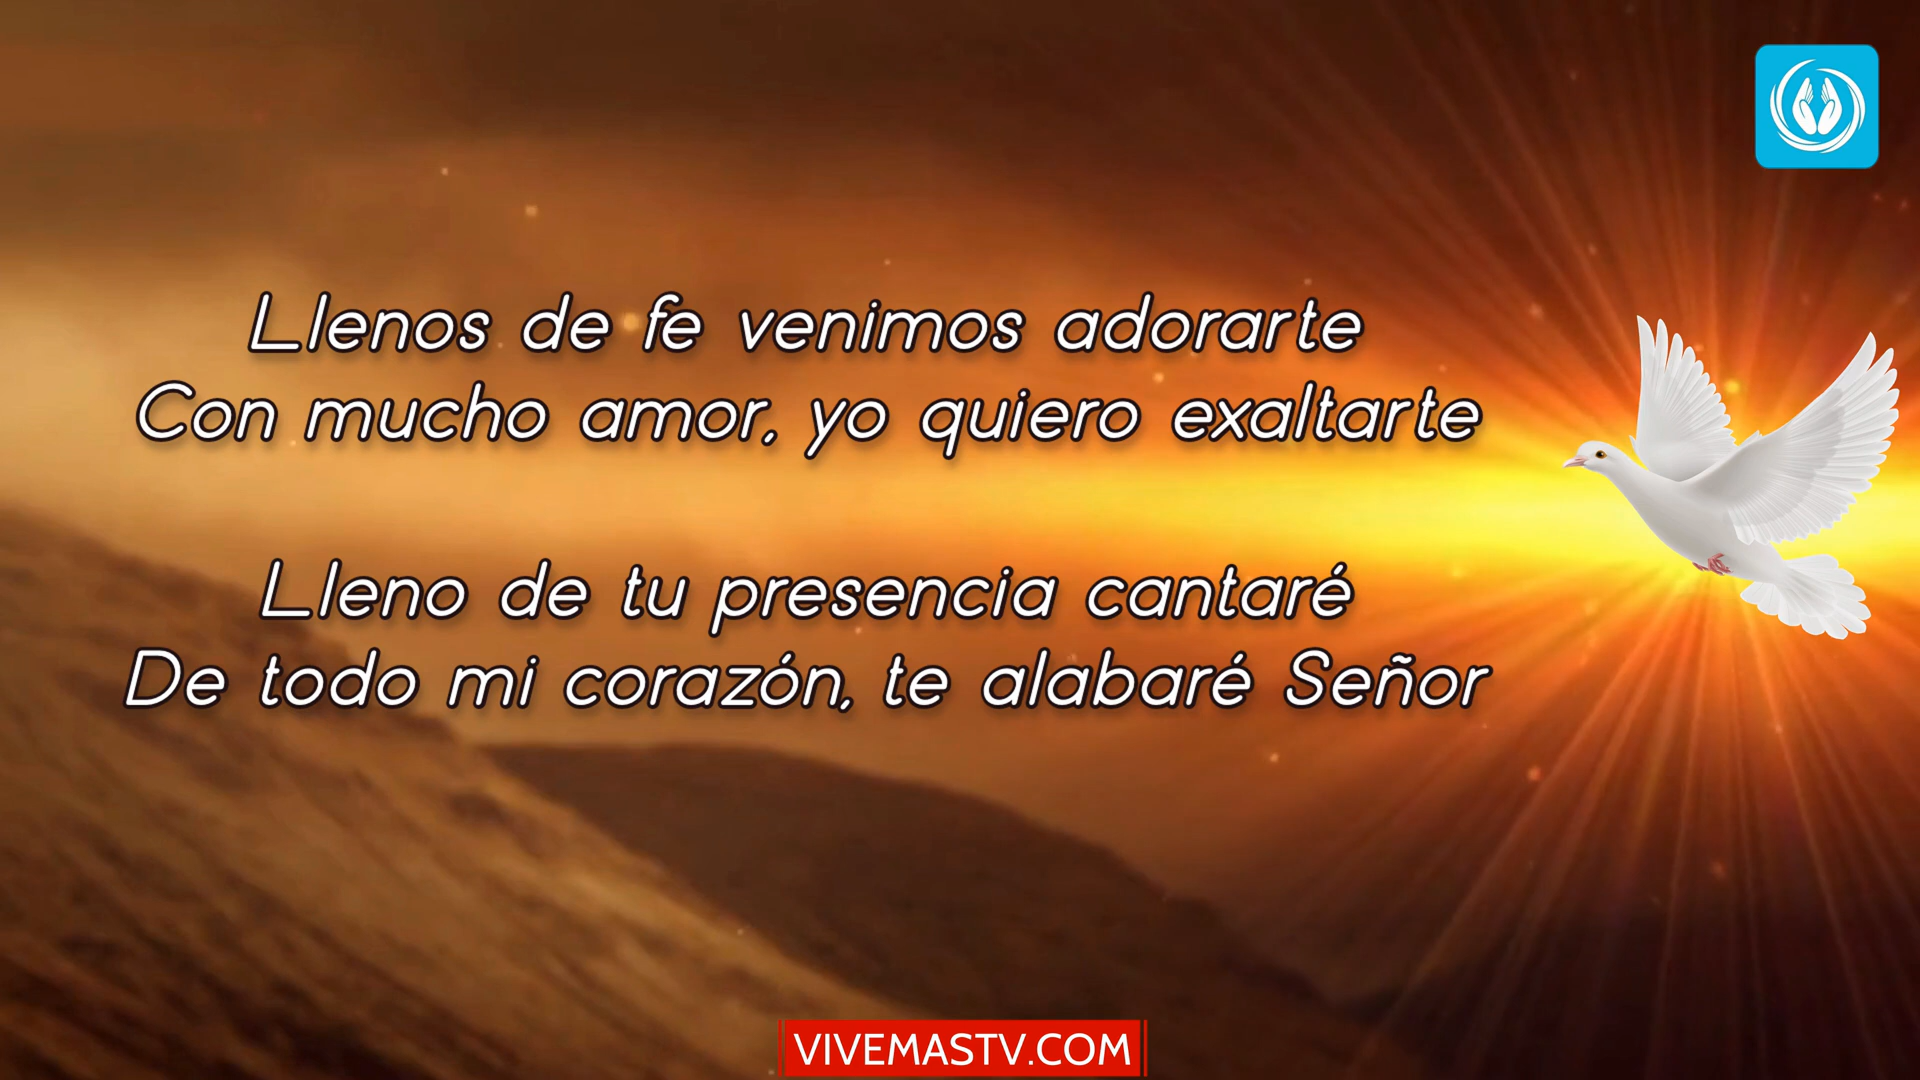 Llenos de fe venimos adorarte
Con mucho amor, yo quiero exaltarte
Lleno de tu presencia cantaré
De todo mi corazón, te alabaré Señor
VIVEMASTV.COM